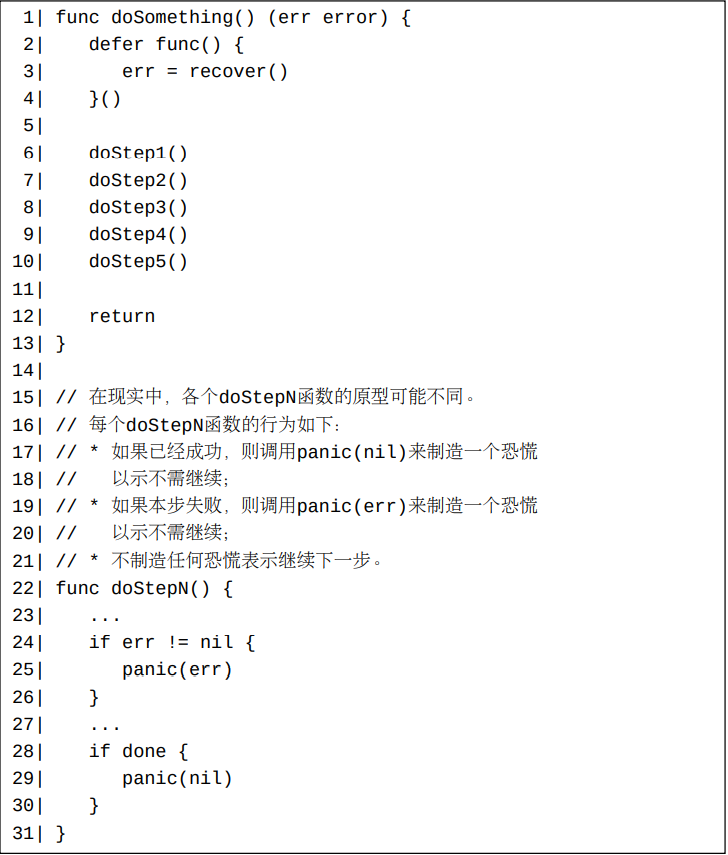 1| func doSomething() (err error) {
2|    defer func() {
3|       err = recover()
4|    }()
5|
6|    doStep1()
7|    doStep2()
8|    doStep3()
9|    doStep4()
10|    doStep5()
11|
12|    return
13| }
14|
15| // 在现实中，各个doStepN函数的原型可能不同。
16| // 每个doStepN函数的行为如下：
17| // * 如果已经成功，则调用panic(nil)来制造一个恐慌
18| //   以示不需继续；
19| // * 如果本步失败，则调用panic(err)来制造一个恐慌
20| //   以示不需继续；
21| // * 不制造任何恐慌表示继续下一步。
22| func doStepN() {
23|    ...
24|    if err != nil {
25|       panic(err)
26|    }
27|    ...
28|    if done {
29|       panic(nil)
30|    }
31| }